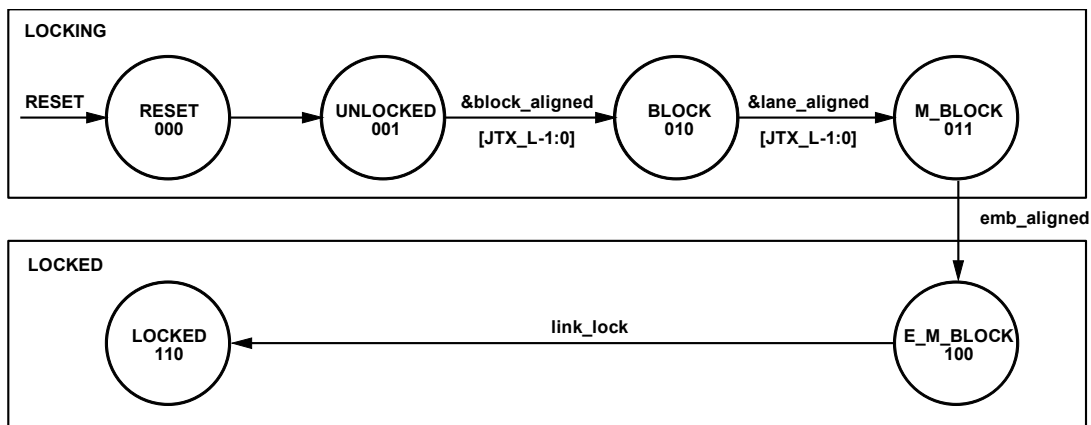 LOCKING
RESET
RESET
000
UNLOCKED
001
&block_aligned
[JTX_L-1:0]
BLOCK
010
&lane_aligned
[JTX_L-1:0]
M_BLOCK
011
emb_aligned
LOCKED
LOCKED
110
link_lock
E_M_BLOCK
100